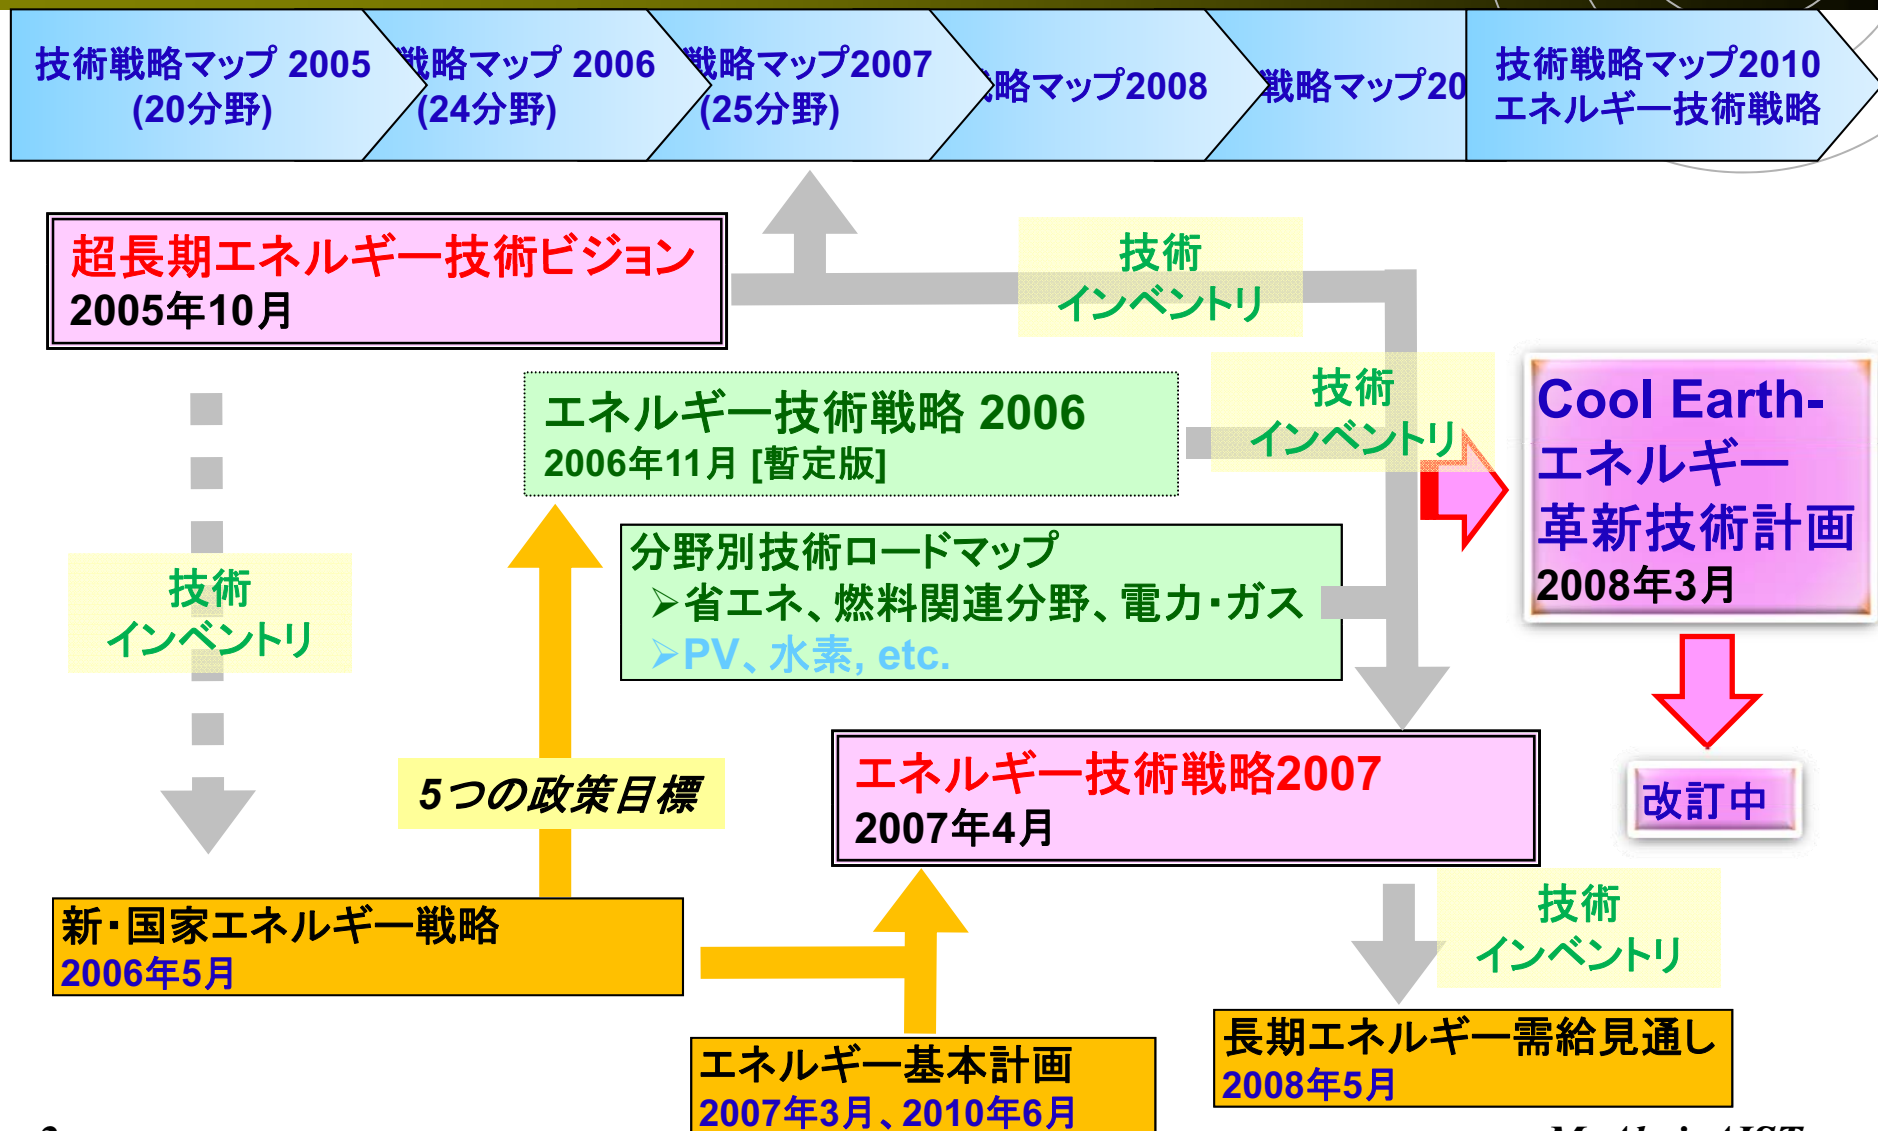 技術戦略マップ 2005
(20分野)
戦略マップ 2006
(24分野)
戦略マップ2007
(25分野)
略マップ2008
戦略マップ20
技術戦略マップ2010
エネルギー技術戦略
超長期エネルギー技術ビジョン
2005年10月
技術
インベントリ
エネルギー技術戦略 2006
2006年11月 [暫定版]
技術
インベントリ
Cool Earth-
エネルギー
革新技術計画
2008年3月
分野別技術ロードマップ
➢省エネ、燃料関連分野、電力・ガス
➢PV、水素, etc.
技術
インベントリ
5つの政策目標
エネルギー技術戦略2007
2007年4月
改訂中
新・国家エネルギー戦略
2006年5月
技術
インベントリ
エネルギー基本計画
2007年3月、2010年6月
長期エネルギー需給見通し
2008年5月